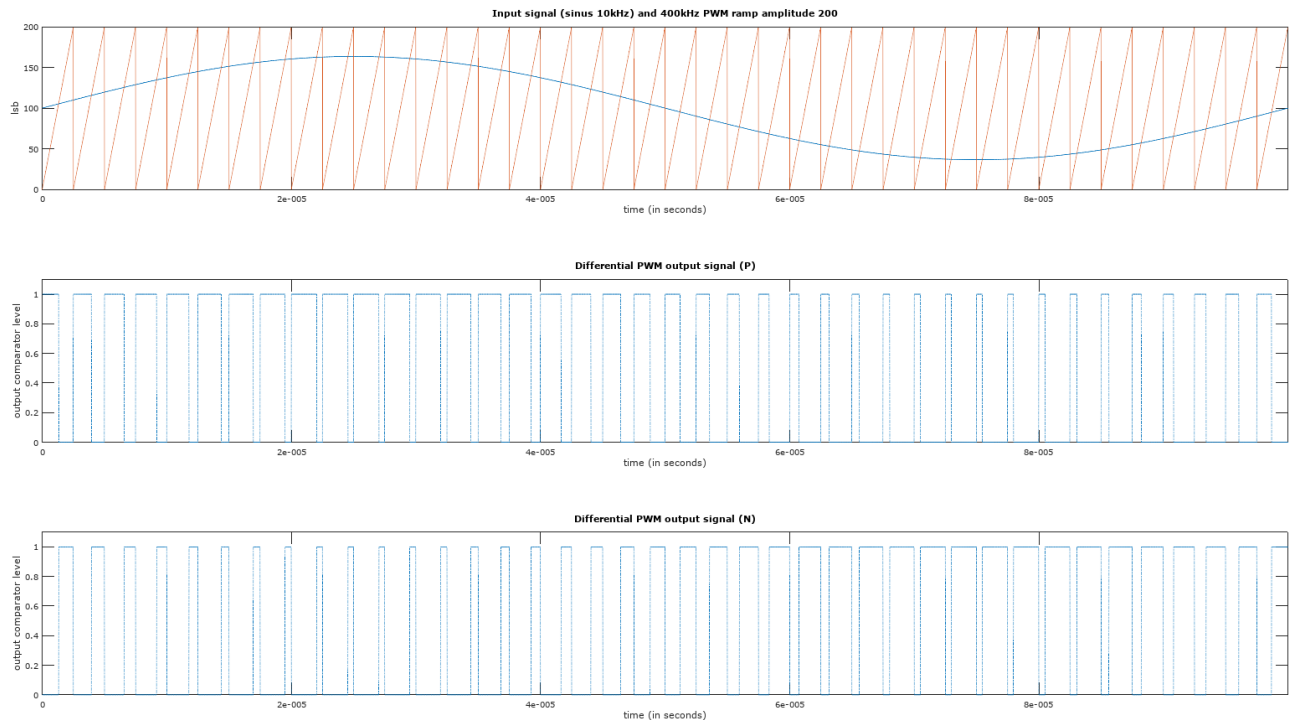 Input signal (sinus 10kHz) and 400kHz PWM ramp amplitude 200
200
150
100
50
0
lsb
0 2e-005 4e-005 6e-005 8e-005
time (in seconds)
Differential PWM output signal (P)
1
0.8
0.6
0.4
0.2
0
output comparator level
0 2e-005 4e-005 6e-005 8e-005
time (in seconds)
Differential PWM output signal (N)
1
0.8
0.6
0.4
0.2
0
output comparator level
0 2e-005 4e-005 6e-005 8e-005
time (in seconds)